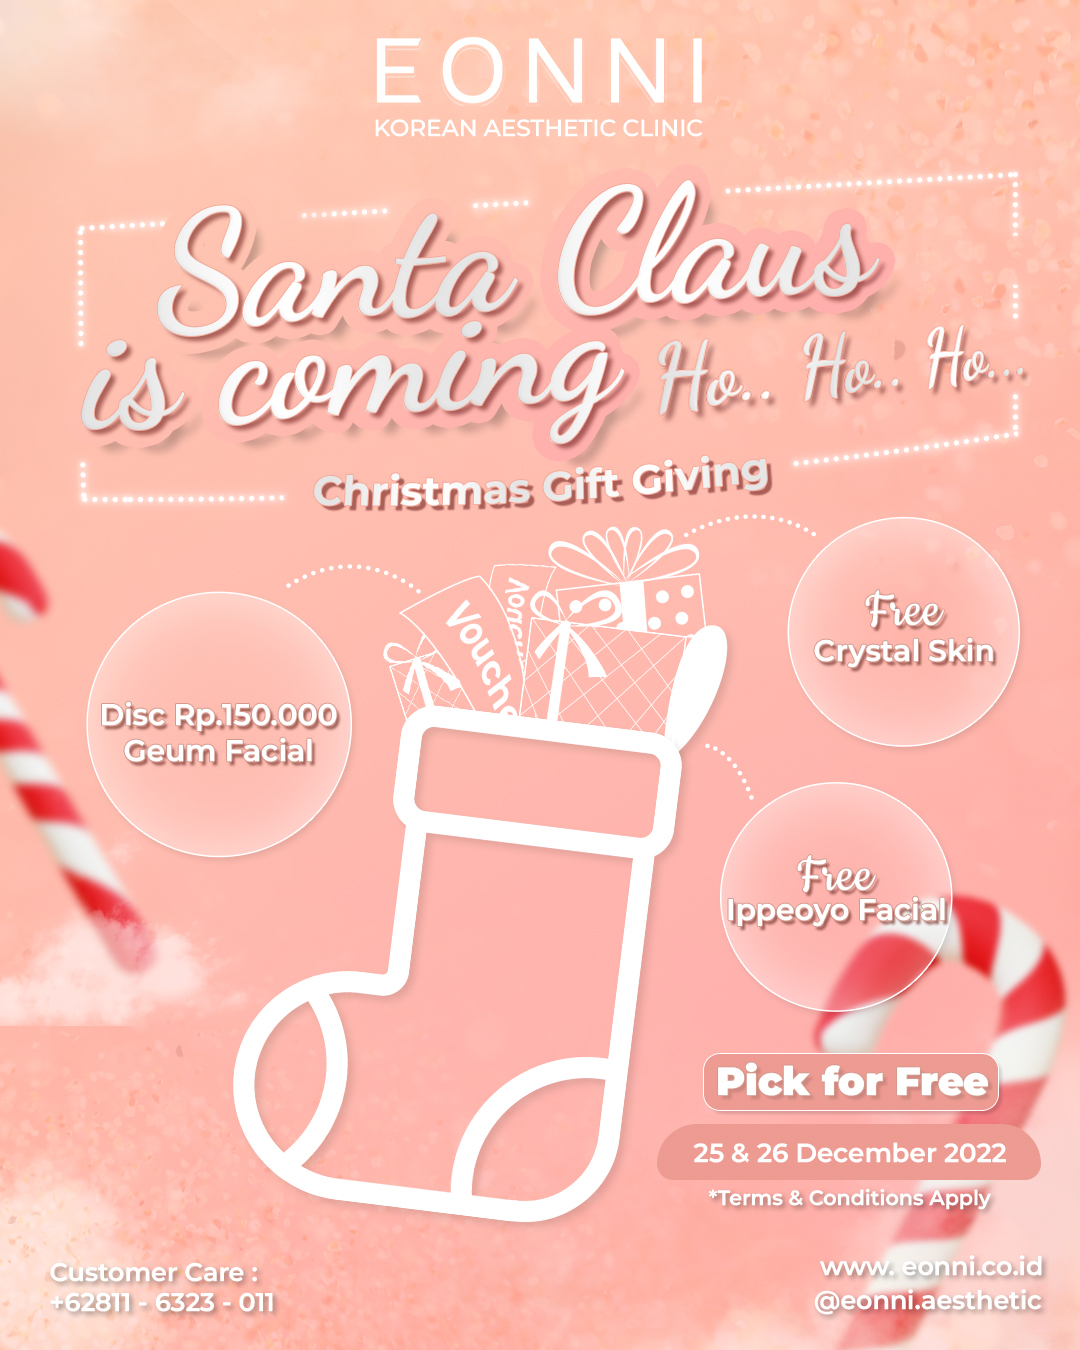 EONNI
KOREAN AESTHETIC CLINIC
Santa Claus
is coming Ho.. Ho.. Ho...
Christmas Gift Giving
Voucher
Disc Rp.150.000
Geum Facial
Free
Crystal Skin
Free
Ippeoyo Facial
Pick for Free
25 & 26 December 2022
*Terms & Conditions Apply
Customer Care :
+62811 - 6323 - 011
www. eonni.co.id
@eonni.aesthetic